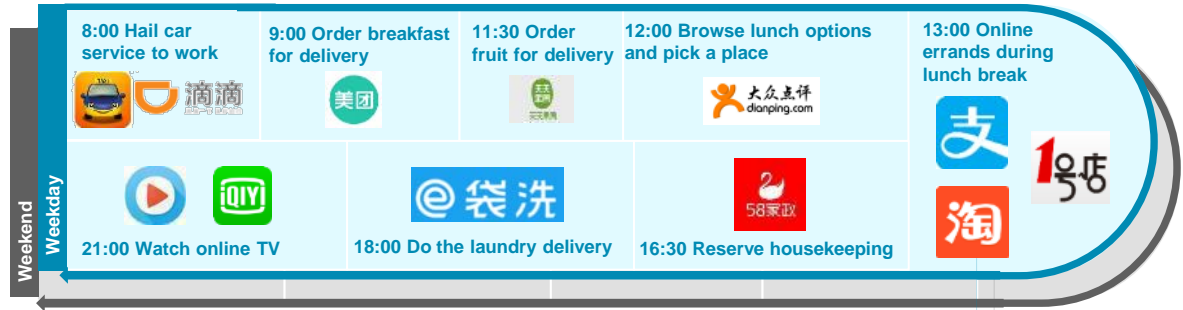 8:00 Hail car
service to work
滴滴
9:00 Order breakfast
for delivery
美团
11:30 Order
fruit for delivery
12:00 Browse lunch options
and pick a place
大众点评
dianping.com
13:00 Online
errands during
lunch break
支
1号店
淘
Weekend
Weekday
QIYI
21:00 Watch online TV
e袋洗
18:00 Do the laundry delivery
58家政
16:30 Reserve housekeeping